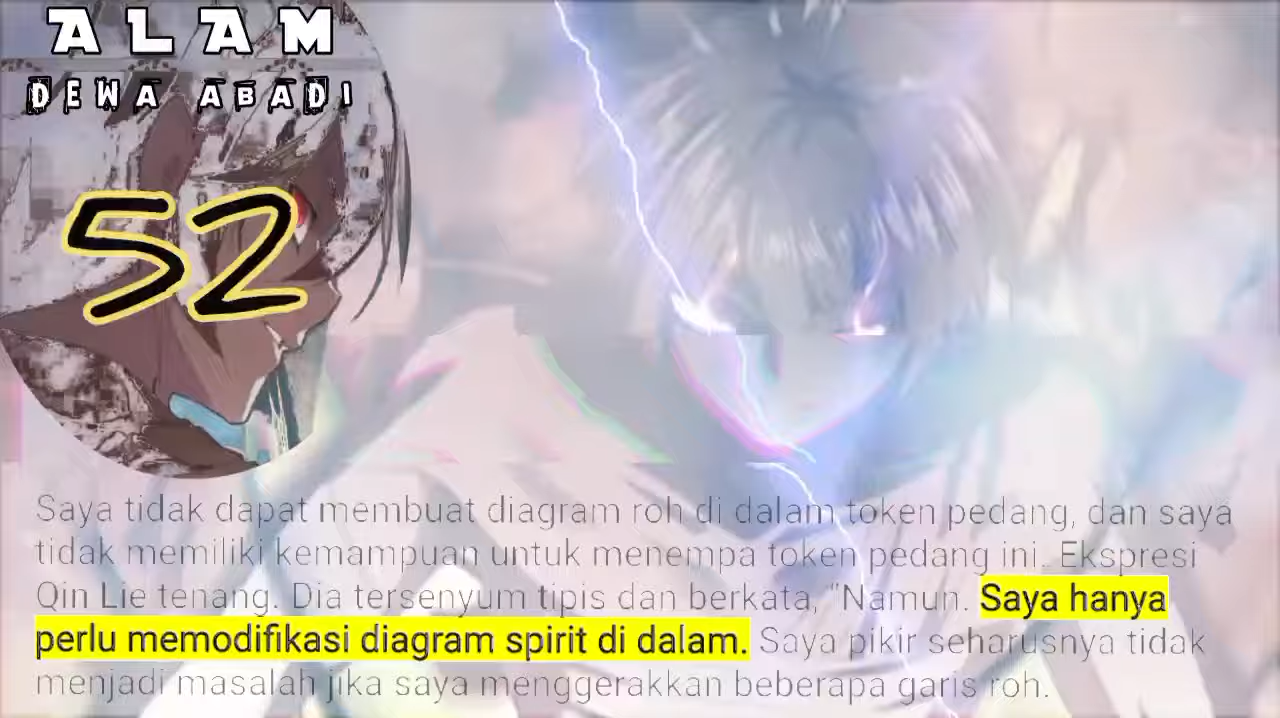 ALAM
DEWA ABADI
52
Saya tidak dapat membuat diagram roh di dalam token pedang, dan saya
tidak memiliki kemampuan untuk menempa token pedang ini. Ekspresi
Qin Lie tenang. Dia tersenyum tipis dan berkata, "Namun. Saya hanya
perlu memodifikasi diagram spirit di dalam. Saya pikir seharusnya tidak
menjadi masalah jika saya menggerakkan beberapa garis roh.